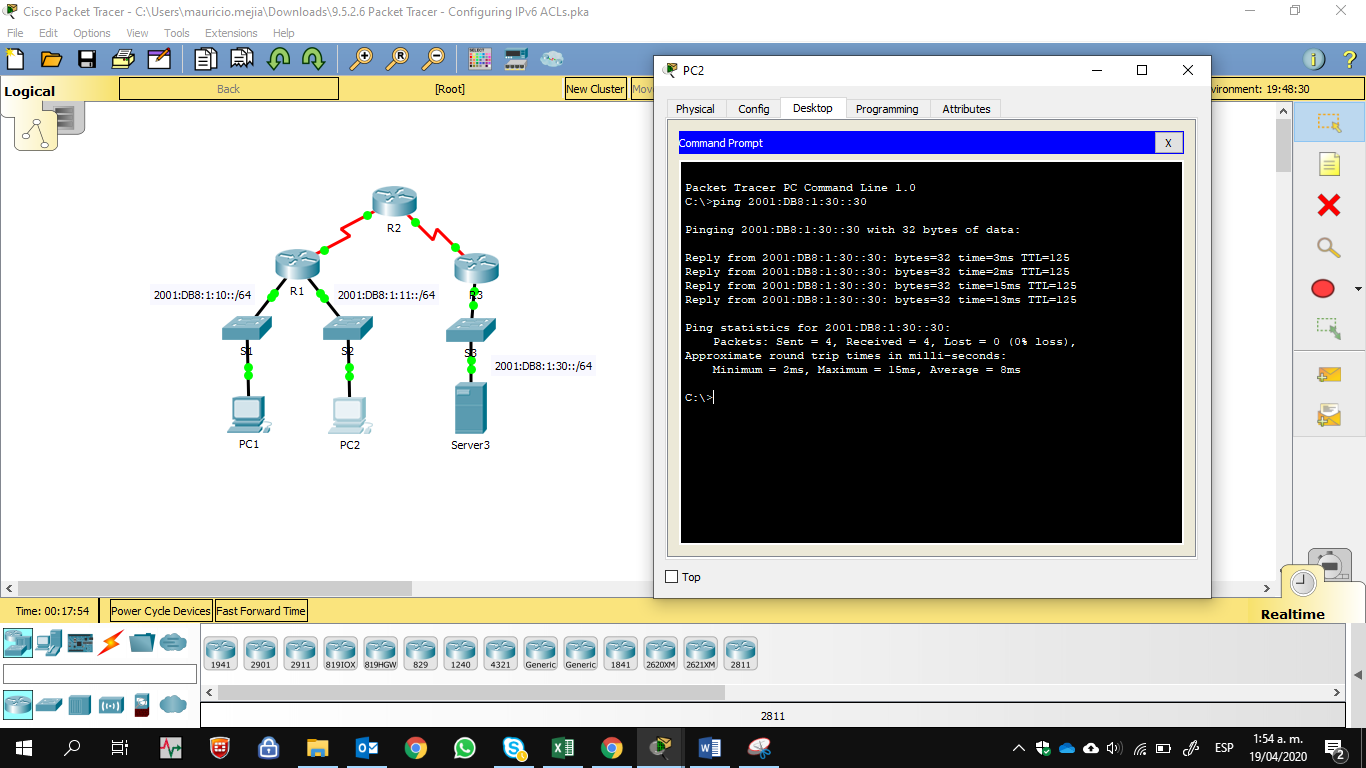 Cisco Packet Tracer - C:\Users\mauricio.mejia\Downloads\9.5.2.6 Packet Tracer - Configuring IPv6 ACLs.pka
File Edit Options View Tools Extensions Help
Logical
Back
[Root]
New Cluster
vironment: 19:48:30
R2
R1
R3
2001:DB8:1:10::/64
2001:DB8:1:11::/64
S1
S2
S3
2001:DB8:1:30::/64
PC1
PC2
Server3
PC2
Physical Config Desktop Programming Attributes
Command Prompt
X
Packet Tracer PC Command Line 1.0
C:\>ping 2001:DB8:1:30::30
Pinging 2001:DB8:1:30::30 with 32 bytes of data:
Reply from 2001:DB8:1:30::30: bytes=32 time=3ms TTL=125
Reply from 2001:DB8:1:30::30: bytes=32 time=2ms TTL=125
Reply from 2001:DB8:1:30::30: bytes=32 time=15ms TTL=125
Reply from 2001:DB8:1:30::30: bytes=32 time=13ms TTL=125
Ping statistics for 2001:DB8:1:30::30:
Packets: Sent = 4, Received = 4, Lost = 0 (0% loss),
Approximate round trip times in milli-seconds:
Minimum = 2ms, Maximum = 15ms, Average = 8ms
C:\>
Top
Time: 00:17:54
Power Cycle Devices
Fast Forward Time
Realtime
1941 2901 2911 819IOX 819HGW 829 1240 4321 Generic Generic 1841 2620XM 2621XM 2811
2811
ESP
1:54 a. m.
19/04/2020
2